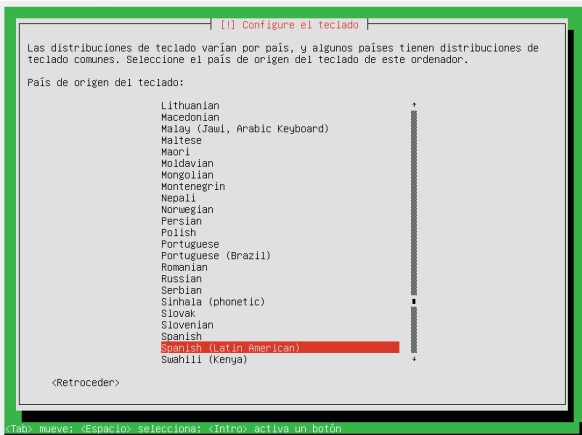 [!] Configure el teclado
Las distribuciones de teclado varían por país, y algunos países tienen distribuciones de
teclado comunes. Seleccione el país de origen del teclado de este ordenador.
País de origen del teclado:
Lithuanian
Macedonian
Malay (Jawi, Arabic Keyboard)
Maltese
Maori
Moldavian
Mongolian
Montenegrin
Nepali
Norwegian
Persian
Polish
Portuguese
Portuguese (Brazil)
Romanian
Russian
Serbian
Sinhala (phonetic)
Slovak
Slovenian
Spanish
Spanish (Latin American)
Swahili (Kenya)
<Retroceder>
<Tab> mueve; <Espacio> selecciona; <Intro> activa un botón